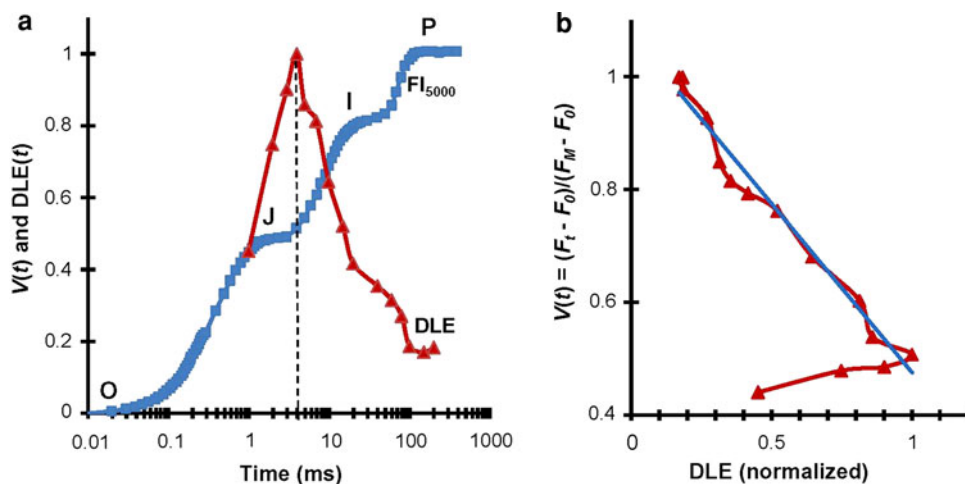 a
V(t) and DLE(t)
1
0.8
0.6
0.4
0.2
0
O
J
I
P
FI5000
DLE
0.01 0.1 1 10 100 1000
Time (ms)
b
V(t) = (Ft - F0)/(FM - F0)
1
0.8
0.6
0.4
0 0.5 1
DLE (normalized)